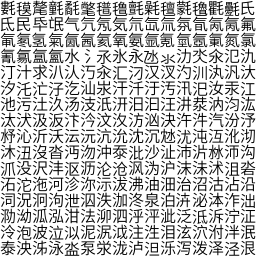 氀氁氂氃氄氅氆氇氈氉氊氋氌氍氎氏
氐民氒氓气氕氖気氘氙氚氛氜氝氞氟
氠氡氢氣氤氥氦氧氨氩氪氫氬氭氮氯
氰氱氲氳水氵氶氷永氹氺氻氼氽氾氿
汀汁求汃汄汅汆汇汈汉汊汋汌汍汎汏
汐汑汒汓汔汕汖汗汘汙汚汛汜汝汞江
池污汢汣汤汥汦汧汨汩汪汫汬汭汮汯
汰汱汲汳汴汵汶汷汸汹決汻汼汽汾汿
沀沁沂沃沄沅沆沇沈沉沊沋沌沍沎沏
沐沑沒沓沔沕沖沗沘沙沚沛沜沝沞沟
沠没沢沣沤沥沦沧沨沩沪沫沬沭沮沯
沰沱沲河沴沵沶沷沸油沺治沼沽沾沿
泀況泂泃泄泅泆泇泈泉泊泋泌泍泎泏
泐泑泒泓泔法泖泗泘泙泚泛泜泝泞泟
泠泡波泣泤泥泦泧注泩泪泫泬泭泮泯
泰泱泲泳泴泵泶泷泸泹泺泻泼泽泾泿